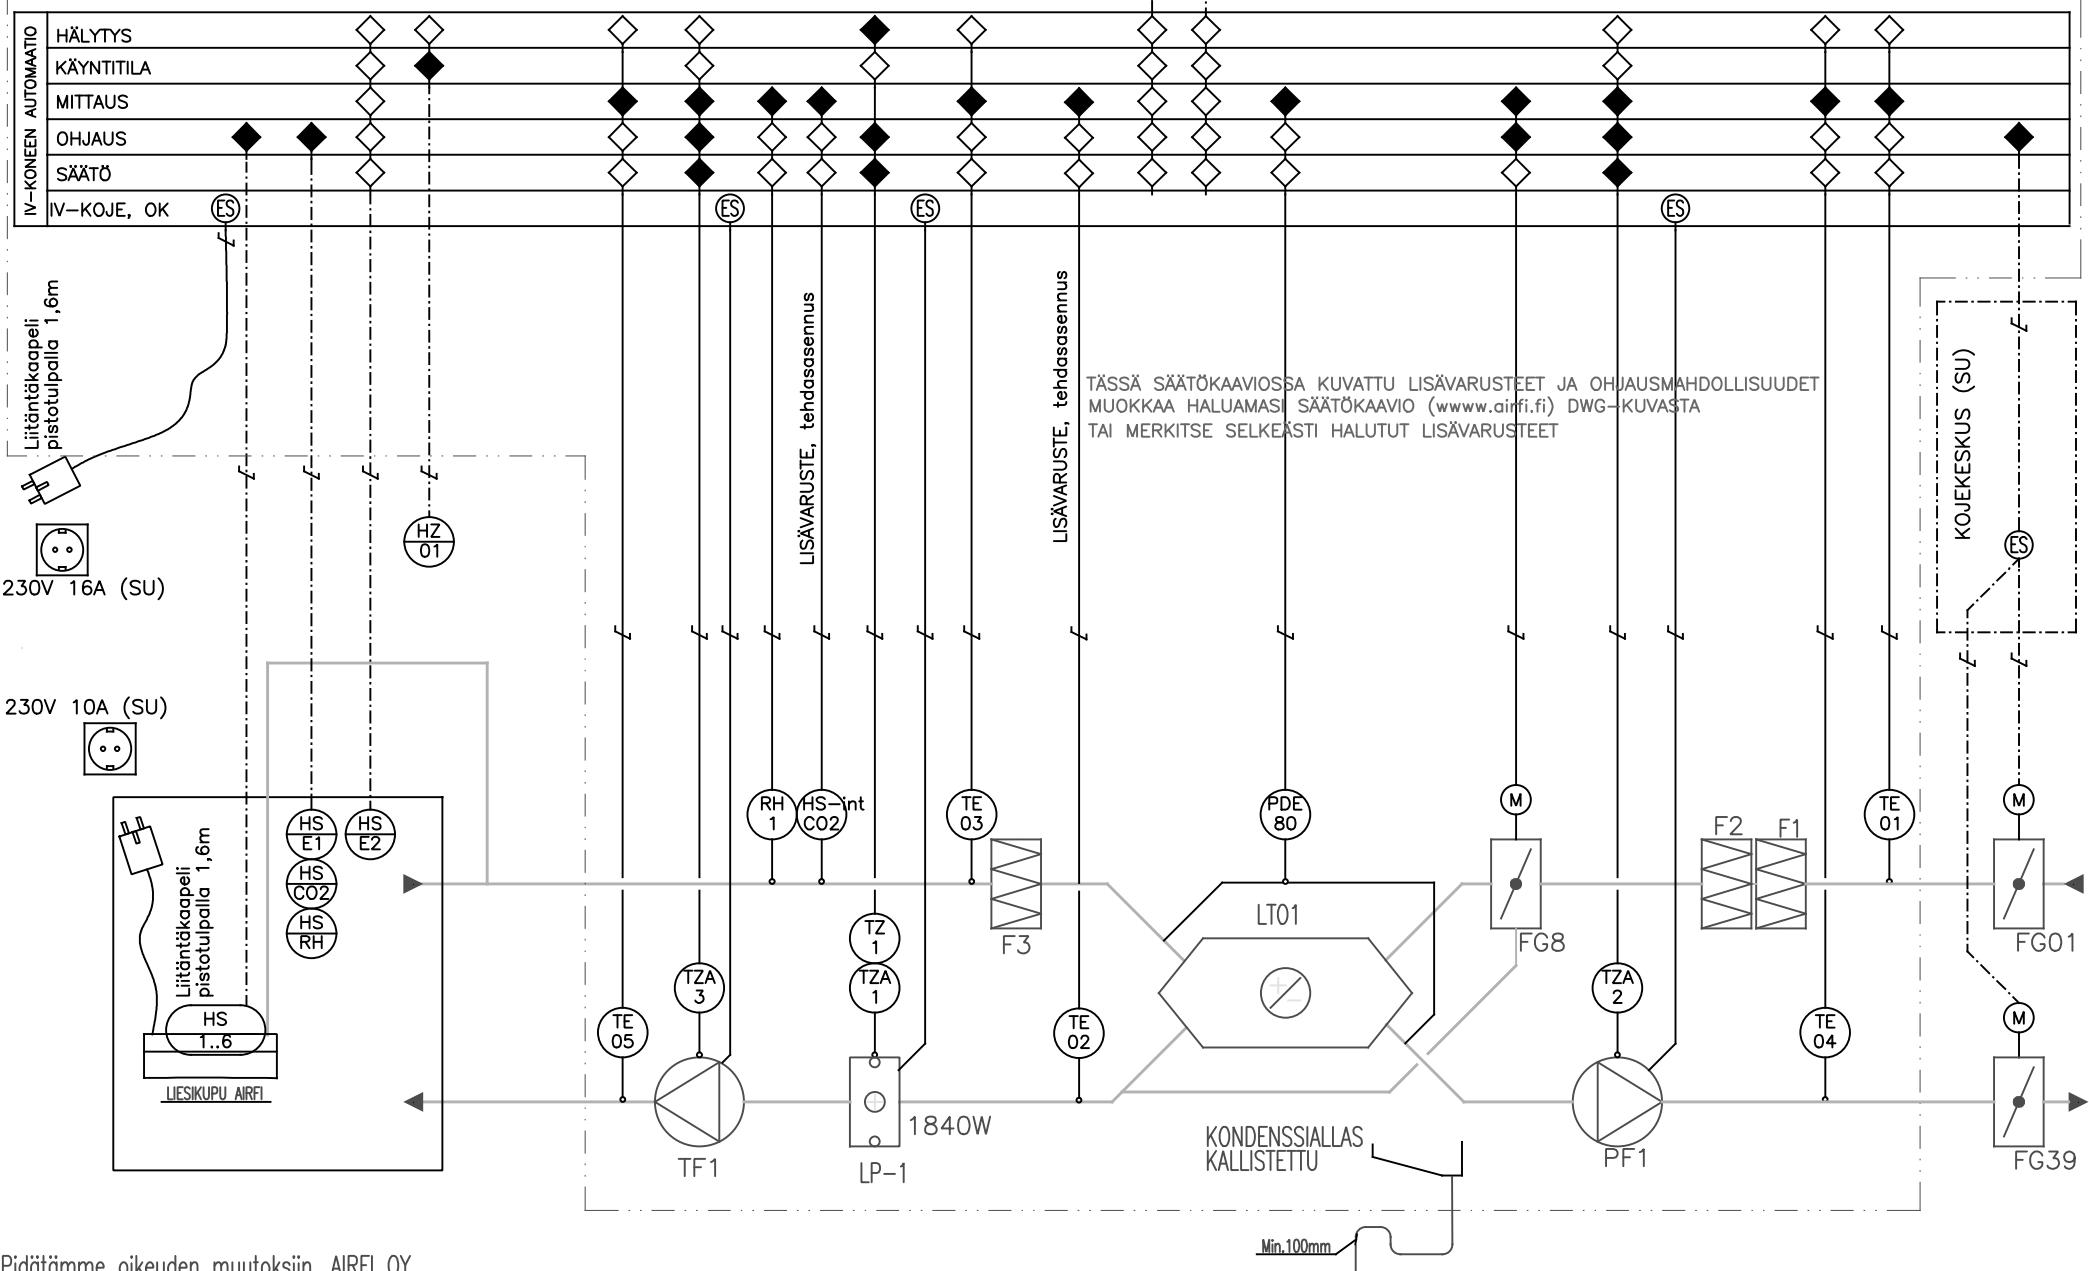 IV-KONEEN AUTOMAATIO
HÄLYTYS
KÄYNTITILA
MITTAUS
OHJAUS
SÄÄTÖ
IV-KOJE, OK
ES
ES
ES
ES
Liitäntäkaapeli
pistotulpalla 1,6m
LISÄVARUSTE, tehdasasennus
LISÄVARUSTE, tehdasasennus
TÄSSÄ SÄÄTÖKAAVIOSSA KUVATTU LISÄVARUSTEET JA OHJAUSMAHDOLLISUUDET
MUOKKAA HALUAMASI SÄÄTÖKAAVIO (wwww.airfi.fi) DWG-KUVASTA
TAI MERKITSE SELKEÄSTI HALUTUT LISÄVARUSTEET
KOJEKESKUS (SU)
ES
HZ
01
230V 16A (SU)
230V 10A (SU)
HS
E1
HS
E2
HS
CO2
HS
RH
Liitäntäkaapeli
pistotulpalla 1,6m
HS
1..6
LIESIKUPU AIRFI
RH
1
HS-int
CO2
TE
03
PDE
80
M
TE
01
M
F3
LT01
FG8
F2
F1
FG01
TZ
1
TZA
1
TZA
3
TE
05
TE
02
TZA
2
TE
04
M
TF1
LP-1
1840W
KONDENSSIALLAS
KALLISTETTU
PF1
FG39
Min.100mm
Pidätämme oikeuden muutoksiin, AIRFI OY